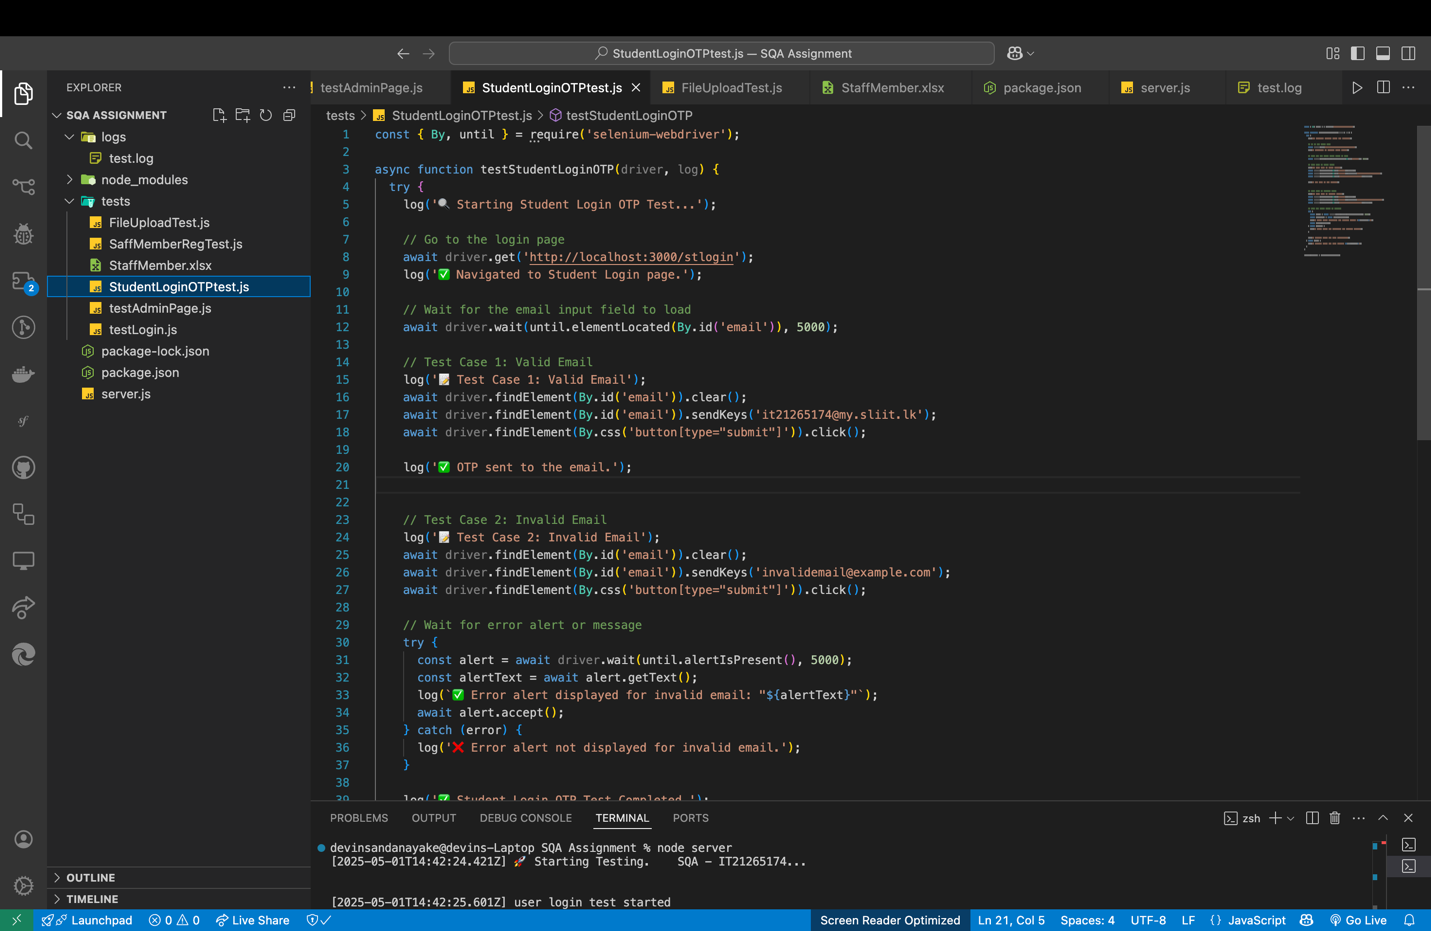 StudentLoginOTPtest.js — SQA Assignment
EXPLORER
testAdminPage.js
StudentLoginOTPtest.js
FileUploadTest.js
StaffMember.xlsx
package.json
server.js
test.log
SQA ASSIGNMENT
logs
test.log
node_modules
tests
FileUploadTest.js
SaffMemberRegTest.js
StaffMember.xlsx
StudentLoginOTPtest.js
testAdminPage.js
testLogin.js
package-lock.json
package.json
server.js
OUTLINE
TIMELINE
2
tests > StudentLoginOTPtest.js > testStudentLoginOTP
1 const { By, until } = require('selenium-webdriver');
2
3 async function testStudentLoginOTP(driver, log) {
4 try {
5 log('🔍 Starting Student Login OTP Test...');
6
7 // Go to the login page
8 await driver.get('http://localhost:3000/stlogin');
9 log('✅ Navigated to Student Login page.');
10
11 // Wait for the email input field to load
12 await driver.wait(until.elementLocated(By.id('email')), 5000);
13
14 // Test Case 1: Valid Email
15 log('📝 Test Case 1: Valid Email');
16 await driver.findElement(By.id('email')).clear();
17 await driver.findElement(By.id('email')).sendKeys('it21265174@my.sliit.lk');
18 await driver.findElement(By.css('button[type="submit"]')).click();
19
20 log('✅ OTP sent to the email.');
21
22
23 // Test Case 2: Invalid Email
24 log('📝 Test Case 2: Invalid Email');
25 await driver.findElement(By.id('email')).clear();
26 await driver.findElement(By.id('email')).sendKeys('invalidemail@example.com');
27 await driver.findElement(By.css('button[type="submit"]')).click();
28
29 // Wait for error alert or message
30 try {
31 const alert = await driver.wait(until.alertIsPresent(), 5000);
32 const alertText = await alert.getText();
33 log(`✅ Error alert displayed for invalid email: "${alertText}"`);
34 await alert.accept();
35 } catch (error) {
36 log('❌ Error alert not displayed for invalid email.');
37 }
38
39 log('✅ Student Login OTP Test Completed.');
PROBLEMS OUTPUT DEBUG CONSOLE TERMINAL PORTS
zsh
devinsandanayake@devins-Laptop SQA Assignment % node server
[2025-05-01T14:42:24.421Z] 🚀 Starting Testing. SQA - IT21265174...
[2025-05-01T14:42:25.601Z] user login test started
Launchpad 0 0 Live Share
Screen Reader Optimized Ln 21, Col 5 Spaces: 4 UTF-8 LF {} JavaScript Go Live